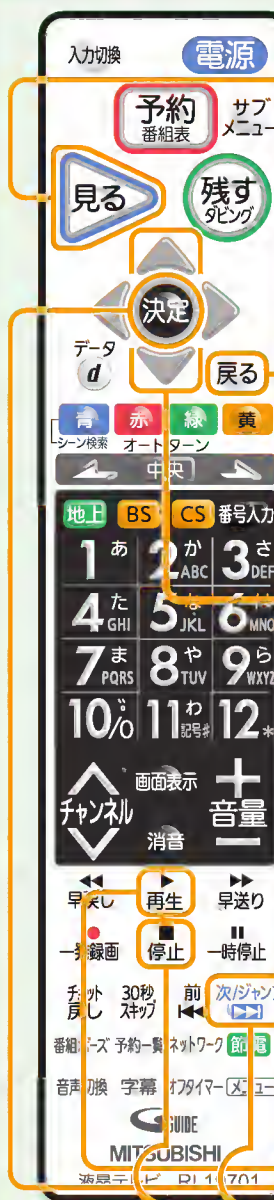 入力切換 電源
予約 サブ
番組表 メニュー
見る 残す
ダビング
決定
データ
d 戻る
青 赤 緑 黄
シーン検索 オートターン
中央
地上 BS CS 番号入力
1 あ 2 か ABC 3 さ DEF
4 た GHI 5 な JKL 6 は MNO
7 ま PQRS 8 や TUV 9 ら WXYZ
10/0 11 わ 記号# 12 *
画面表示
チャンネル 音量
消音
早戻し 再生 早送り
一発録画 停止 一時停止
チョット 30秒 前 次/ジャンプ
戻し スキップ
番組ポーズ 予約一覧 ネットワーク 節電
音声切換 字幕 オフタイマー メニュー
G GUIDE
MITSUBISHI
液晶テレビ RL19701